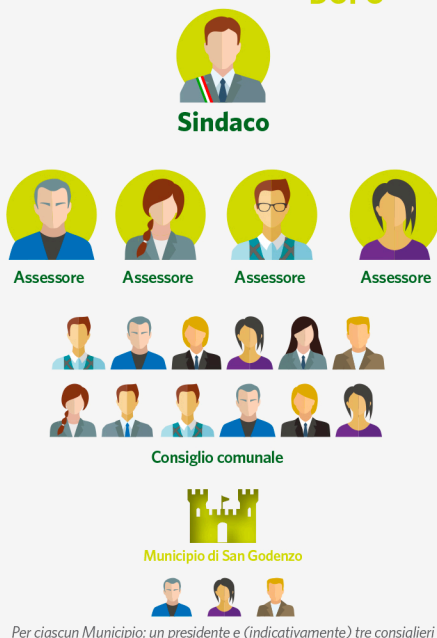 Sindaco
Assessore Assessore Assessore Assessore
Consiglio comunale
Municipio di San Godenzo
Per ciascun Municipio: un presidente e (indicativamente) tre consiglieri